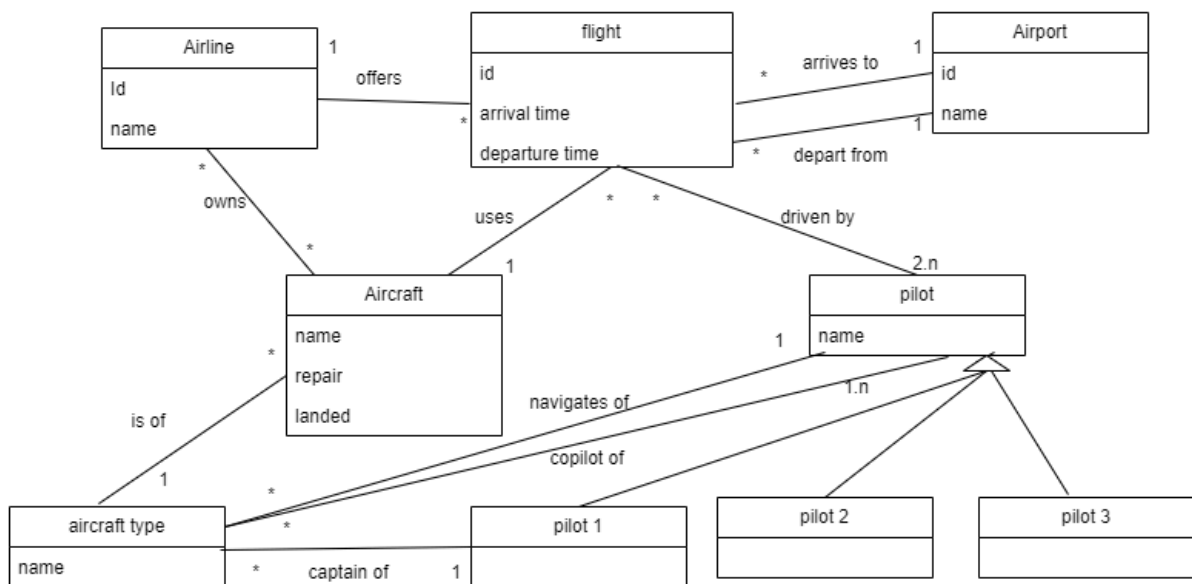 Airline
Id
name
1
offers
*
flight
id
arrival time
departure time
*
arrives to
1
*
depart from
1
Airport
id
name
*
owns
*
uses
*
*
1
driven by
2.n
Aircraft
name
repair
landed
pilot
name
*
is of
1
1
navigates of
1.n
copilot of
*
*
aircraft type
name
*
captain of
1
pilot 1
pilot 2
pilot 3